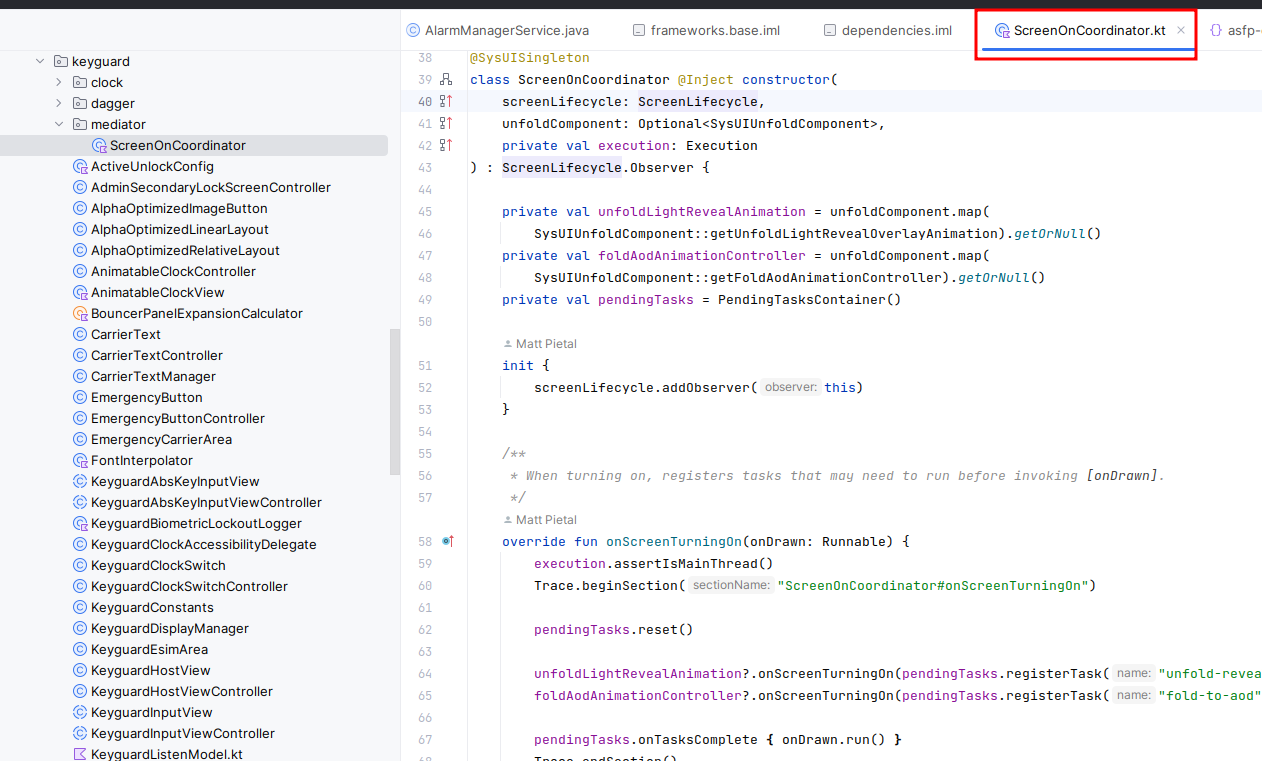 AlarmManagerService.java
frameworks.base.iml
dependencies.iml
ScreenOnCoordinator.kt
asfp-
keyguard
clock
dagger
mediator
ScreenOnCoordinator
ActiveUnlockConfig
AdminSecondaryLockScreenController
AlphaOptimizedImageButton
AlphaOptimizedLinearLayout
AlphaOptimizedRelativeLayout
AnimatableClockController
AnimatableClockView
BouncerPanelExpansionCalculator
CarrierText
CarrierTextController
CarrierTextManager
EmergencyButton
EmergencyButtonController
EmergencyCarrierArea
FontInterpolator
KeyguardAbsKeyInputView
KeyguardAbsKeyInputViewController
KeyguardBiometricLockoutLogger
KeyguardClockAccessibilityDelegate
KeyguardClockSwitch
KeyguardClockSwitchController
KeyguardConstants
KeyguardDisplayManager
KeyguardEsimArea
KeyguardHostView
KeyguardHostViewController
KeyguardInputView
KeyguardInputViewController
KeyguardListenModel.kt
38 @SysUISingleton
39 class ScreenOnCoordinator @Inject constructor(
40 screenLifecycle: ScreenLifecycle,
41 unfoldComponent: Optional<SysUIUnfoldComponent>,
42 private val execution: Execution
43 ) : ScreenLifecycle.Observer {
44
45 private val unfoldLightRevealAnimation = unfoldComponent.map(
46 SysUIUnfoldComponent::getUnfoldLightRevealOverlayAnimation).getOrNull()
47 private val foldAodAnimationController = unfoldComponent.map(
48 SysUIUnfoldComponent::getFoldAodAnimationController).getOrNull()
49 private val pendingTasks = PendingTasksContainer()
50
Matt Pietal
51 init {
52 screenLifecycle.addObserver( observer: this)
53 }
54
55 /**
56 * When turning on, registers tasks that may need to run before invoking [onDrawn].
57 */
Matt Pietal
58 override fun onScreenTurningOn(onDrawn: Runnable) {
59 execution.assertIsMainThread()
60 Trace.beginSection( sectionName: "ScreenOnCoordinator#onScreenTurningOn")
61
62 pendingTasks.reset()
63
64 unfoldLightRevealAnimation?.onScreenTurningOn(pendingTasks.registerTask( name: "unfold-revea
65 foldAodAnimationController?.onScreenTurningOn(pendingTasks.registerTask( name: "fold-to-aod"
66
67 pendingTasks.onTasksComplete { onDrawn.run() }
68 Trace.endSection()